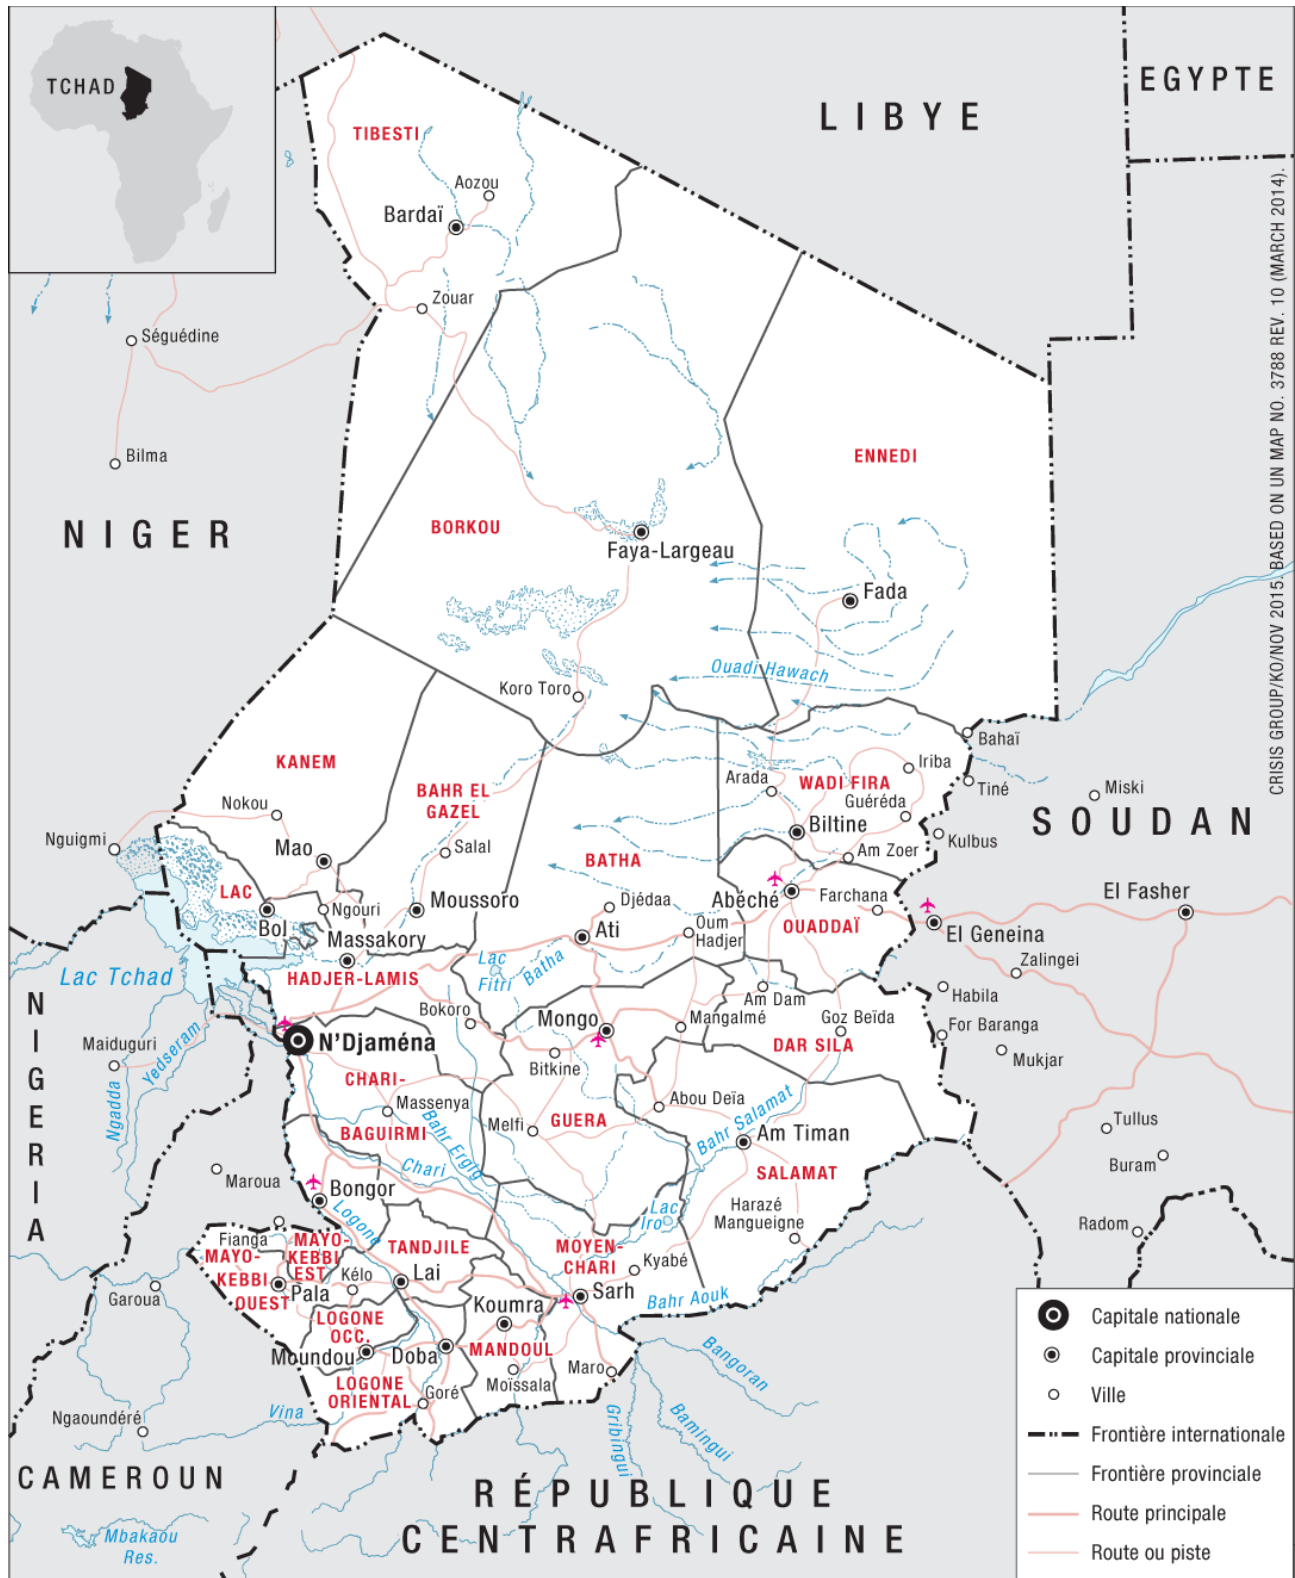 TCHAD
LIBYE
EGYPTE
TIBESTI
Aozou
Bardaï
Zouar
Séguédine
Bilma
NIGER
ENNEDI
BORKOU
Faya-Largeau
Fada
Ouadi Hawach
Koro Toro
CRISIS GROUP/KO/NOV 2015. BASED ON UN MAP NO. 3788 REV. 10 (MARCH 2014).
KANEM
BAHR EL
GAZEL
Nokou
Nguigmi
Mao
Salal
LAC
Bol
Ngouri
Moussoro
Massakory
HADJER-LAMIS
Lac Tchad
BATHA
Djédaa
Ati
Oum
Hadjer
Lac
Fitri
Batha
Arada
WADI FIRA
Iriba
Guéréda
Biltine
Am Zoer
Bahaï
Tiné
Kulbus
Miski
SOUDAN
Abéché
Farchana
OUADDAÏ
El Geneina
El Fasher
Zalingei
Habila
For Baranga
Mukjar
Tullus
Buram
Radom
Am Dam
Goz Beïda
DAR SILA
Mangalmé
Mongo
Bokoro
Bitkine
N'Djaména
CHARI-
BAGUIRMI
Massenya
Bahr Ergig
Chari
Melfi
GUERA
Abou Deïa
Bahr Salamat
Am Timan
SALAMAT
Harazé
Mangueigne
Lac
Iro
NIGERIA
Maiduguri
Ngadda
Yedseram
Maroua
Bongor
Logone
Fianga
MAYO-
KEBBI
EST
MAYO-
KEBBI
OUEST
Pala
Kélo
TANDJILE
Lai
MOYEN-
CHARI
Kyabé
Sarh
Bahr Aouk
Garoua
LOGONE
OCC.
Moundou
Doba
Koumra
MANDOUL
Moïssala
Maro
LOGONE
ORIENTAL
Goré
Ngaoundéré
Vina
Bangoran
Bamingui
Gribingui
CAMEROUN
Mbakaou
Res.
RÉPUBLIQUE
CENTRAFRICAINE
Capitale nationale
Capitale provinciale
Ville
Frontière internationale
Frontière provinciale
Route principale
Route ou piste